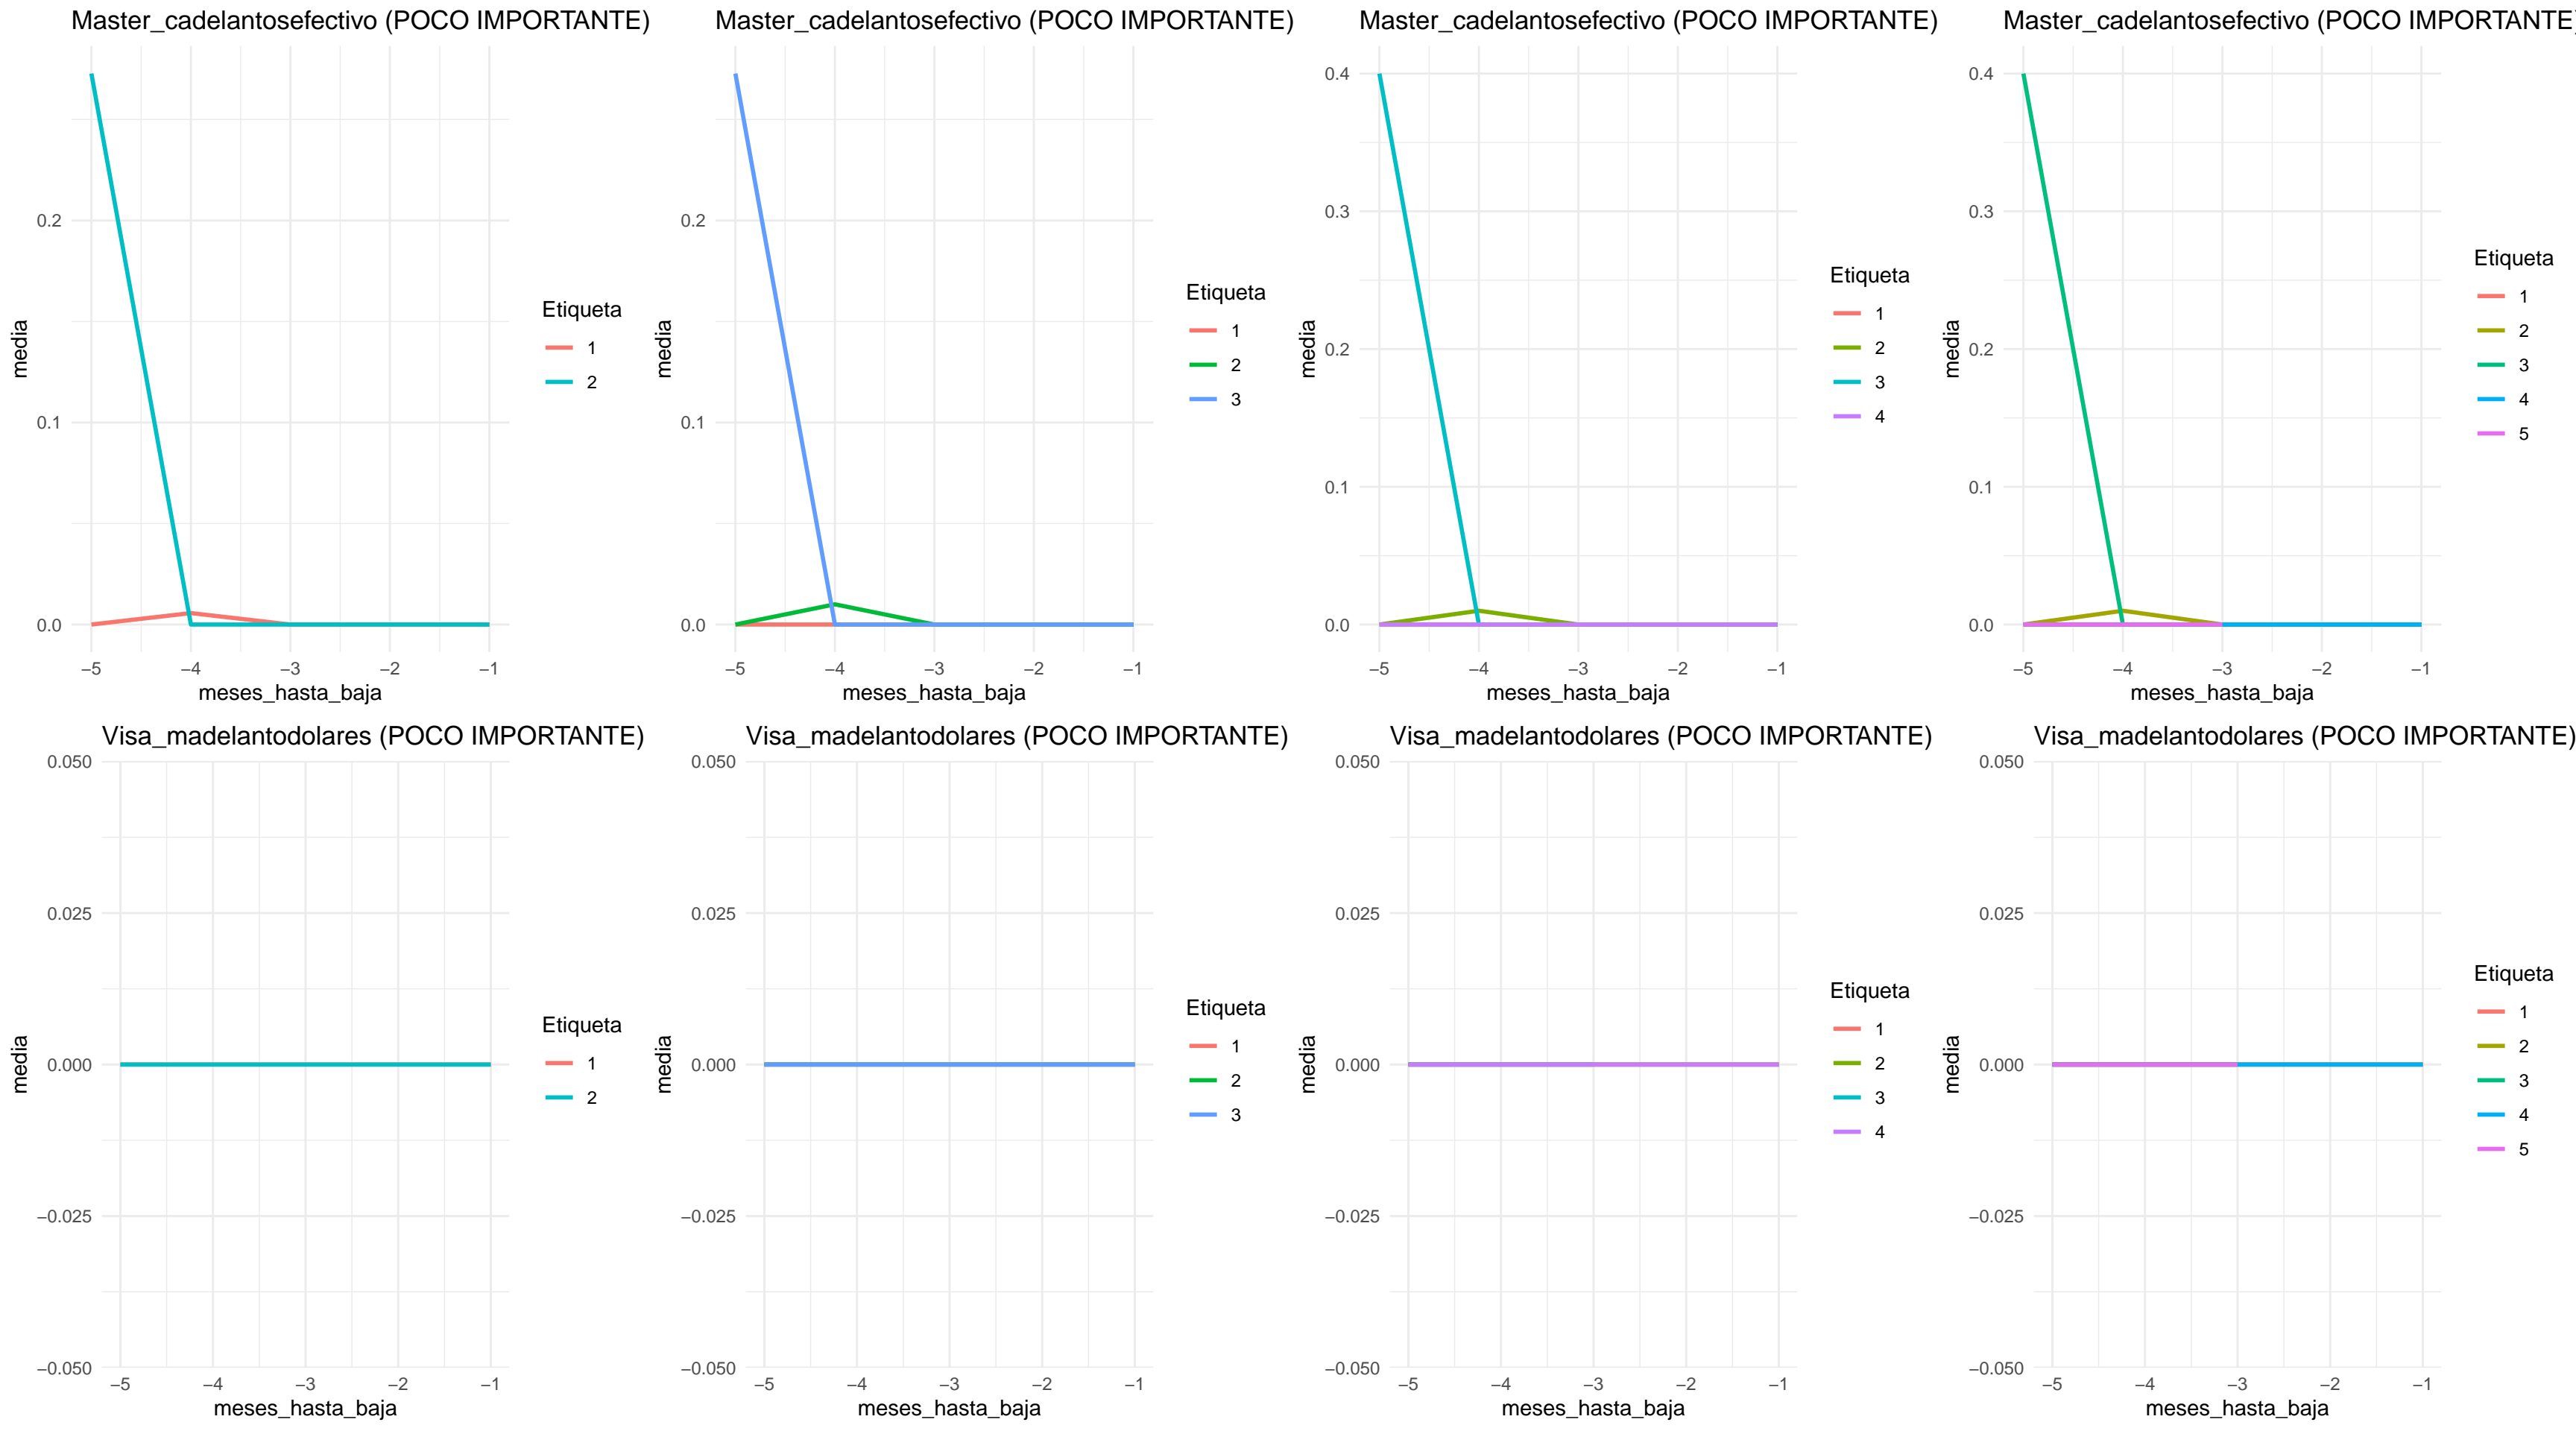 Master_cadelantosefectivo (POCO IMPORTANTE)
media
0.2
0.1
0.0
−5 −4 −3 −2 −1
meses_hasta_baja
Etiqueta
1
2
Master_cadelantosefectivo (POCO IMPORTANTE)
media
0.2
0.1
0.0
−5 −4 −3 −2 −1
meses_hasta_baja
Etiqueta
1
2
3
Master_cadelantosefectivo (POCO IMPORTANTE)
media
0.4
0.3
0.2
0.1
0.0
−5 −4 −3 −2 −1
meses_hasta_baja
Etiqueta
1
2
3
4
Master_cadelantosefectivo (POCO IMPORTANTE)
media
0.4
0.3
0.2
0.1
0.0
−5 −4 −3 −2 −1
meses_hasta_baja
Etiqueta
1
2
3
4
5
Visa_madelantodolares (POCO IMPORTANTE)
media
0.050
0.025
0.000
−0.025
−0.050
−5 −4 −3 −2 −1
meses_hasta_baja
Etiqueta
1
2
Visa_madelantodolares (POCO IMPORTANTE)
media
0.050
0.025
0.000
−0.025
−0.050
−5 −4 −3 −2 −1
meses_hasta_baja
Etiqueta
1
2
3
Visa_madelantodolares (POCO IMPORTANTE)
media
0.050
0.025
0.000
−0.025
−0.050
−5 −4 −3 −2 −1
meses_hasta_baja
Etiqueta
1
2
3
4
Visa_madelantodolares (POCO IMPORTANTE)
media
0.050
0.025
0.000
−0.025
−0.050
−5 −4 −3 −2 −1
meses_hasta_baja
Etiqueta
1
2
3
4
5